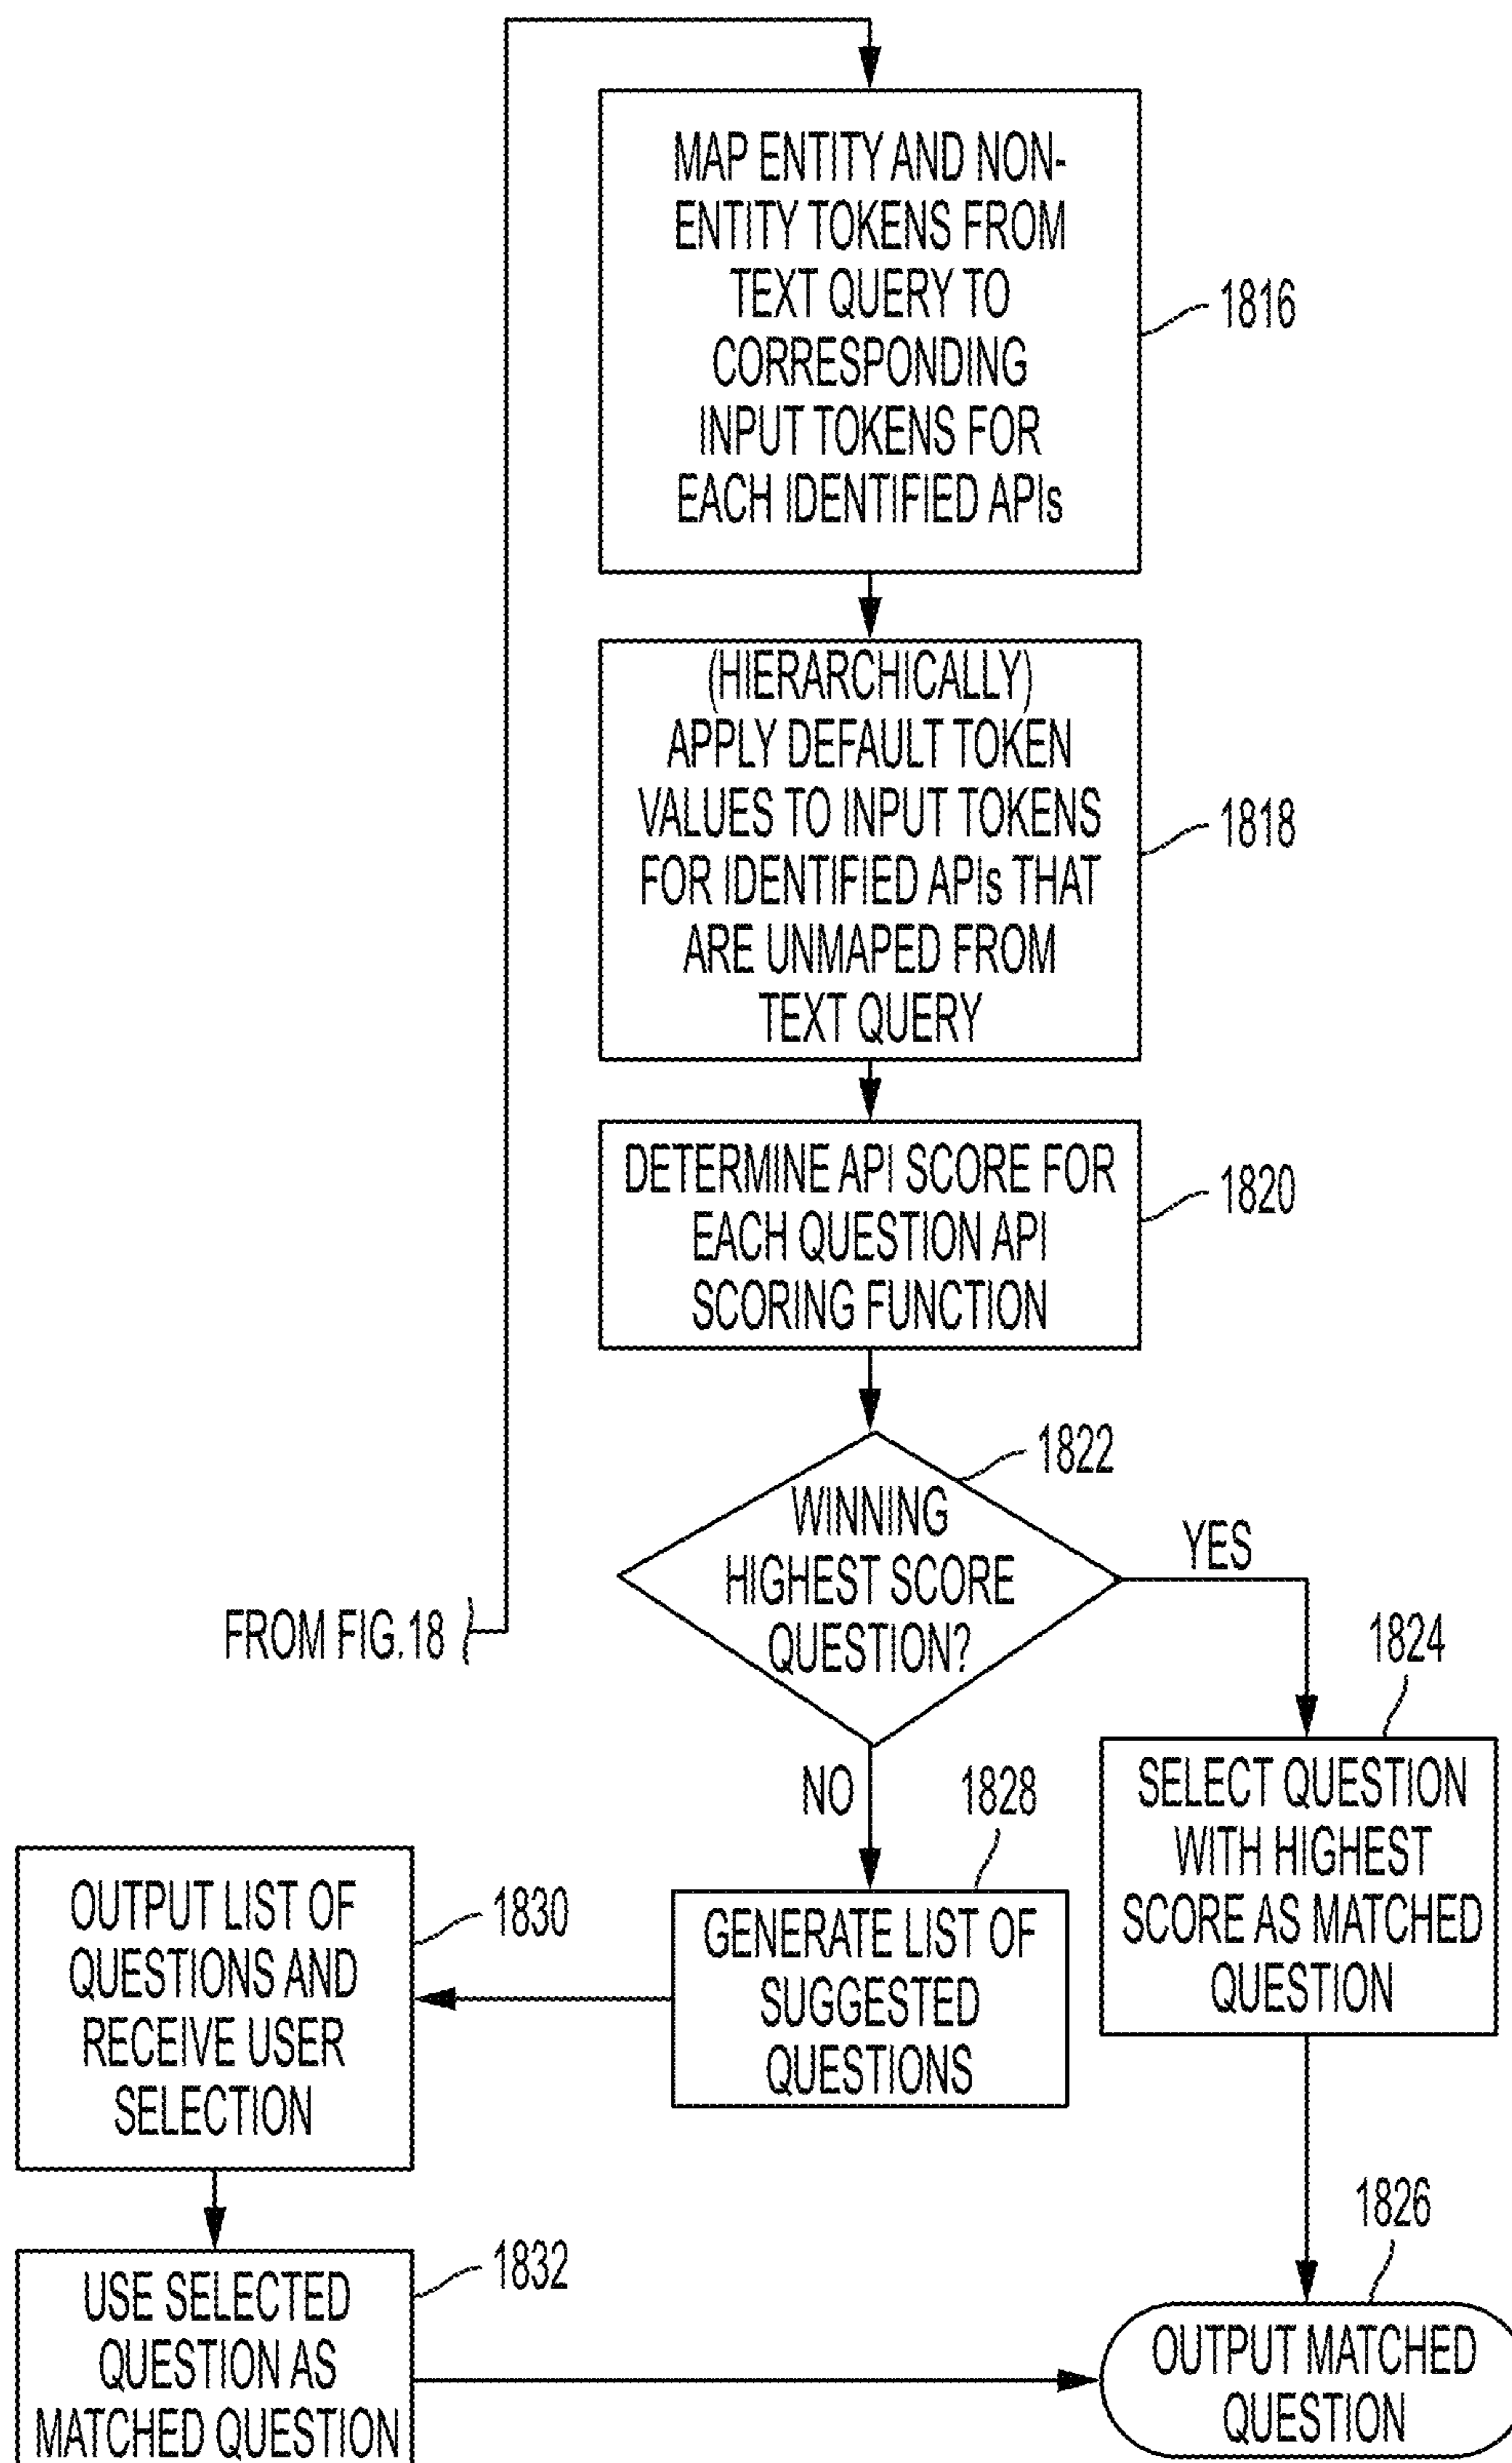 MAP ENTITY AND NON-
ENTITY TOKENS FROM
TEXT QUERY TO
CORRESPONDING
INPUT TOKENS FOR
EACH IDENTIFIED APIs
1816
(HIERARCHICALLY)
APPLY DEFAULT TOKEN
VALUES TO INPUT TOKENS
FOR IDENTIFIED APIs THAT
ARE UNMAPED FROM
TEXT QUERY
1818
DETERMINE API SCORE FOR
EACH QUESTION API
SCORING FUNCTION
1820
WINNING
HIGHEST SCORE
QUESTION?
1822
YES
NO
FROM FIG.18
1824
SELECT QUESTION
WITH HIGHEST
SCORE AS MATCHED
QUESTION
1828
GENERATE LIST OF
SUGGESTED
QUESTIONS
OUTPUT LIST OF
QUESTIONS AND
RECEIVE USER
SELECTION
1830
USE SELECTED
QUESTION AS
MATCHED QUESTION
1832
1826
OUTPUT MATCHED
QUESTION